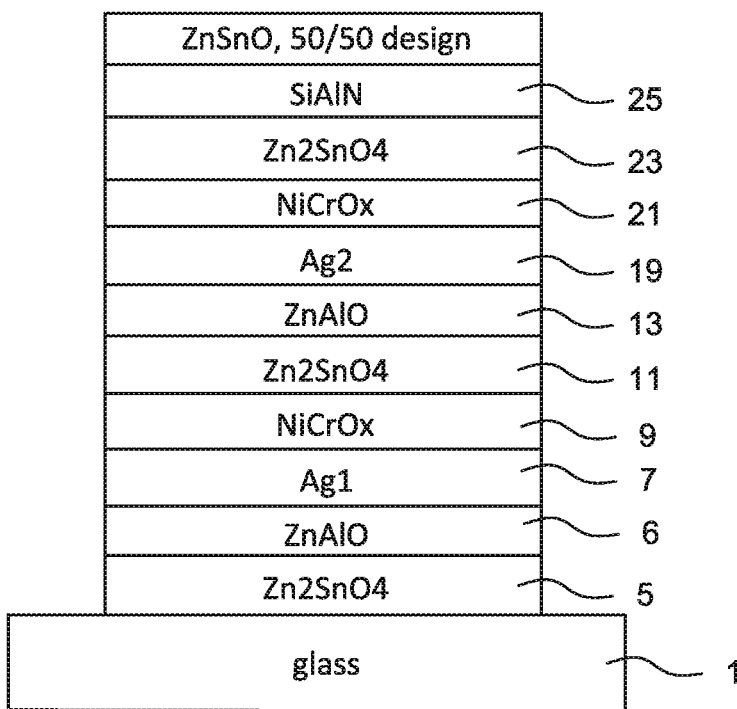 ZnSnO, 50/50 design
SiAlN 25
Zn2SnO4 23
NiCrOx 21
Ag2 19
ZnAlO 13
Zn2SnO4 11
NiCrOx 9
Ag1 7
ZnAlO 6
Zn2SnO4 5
glass 1